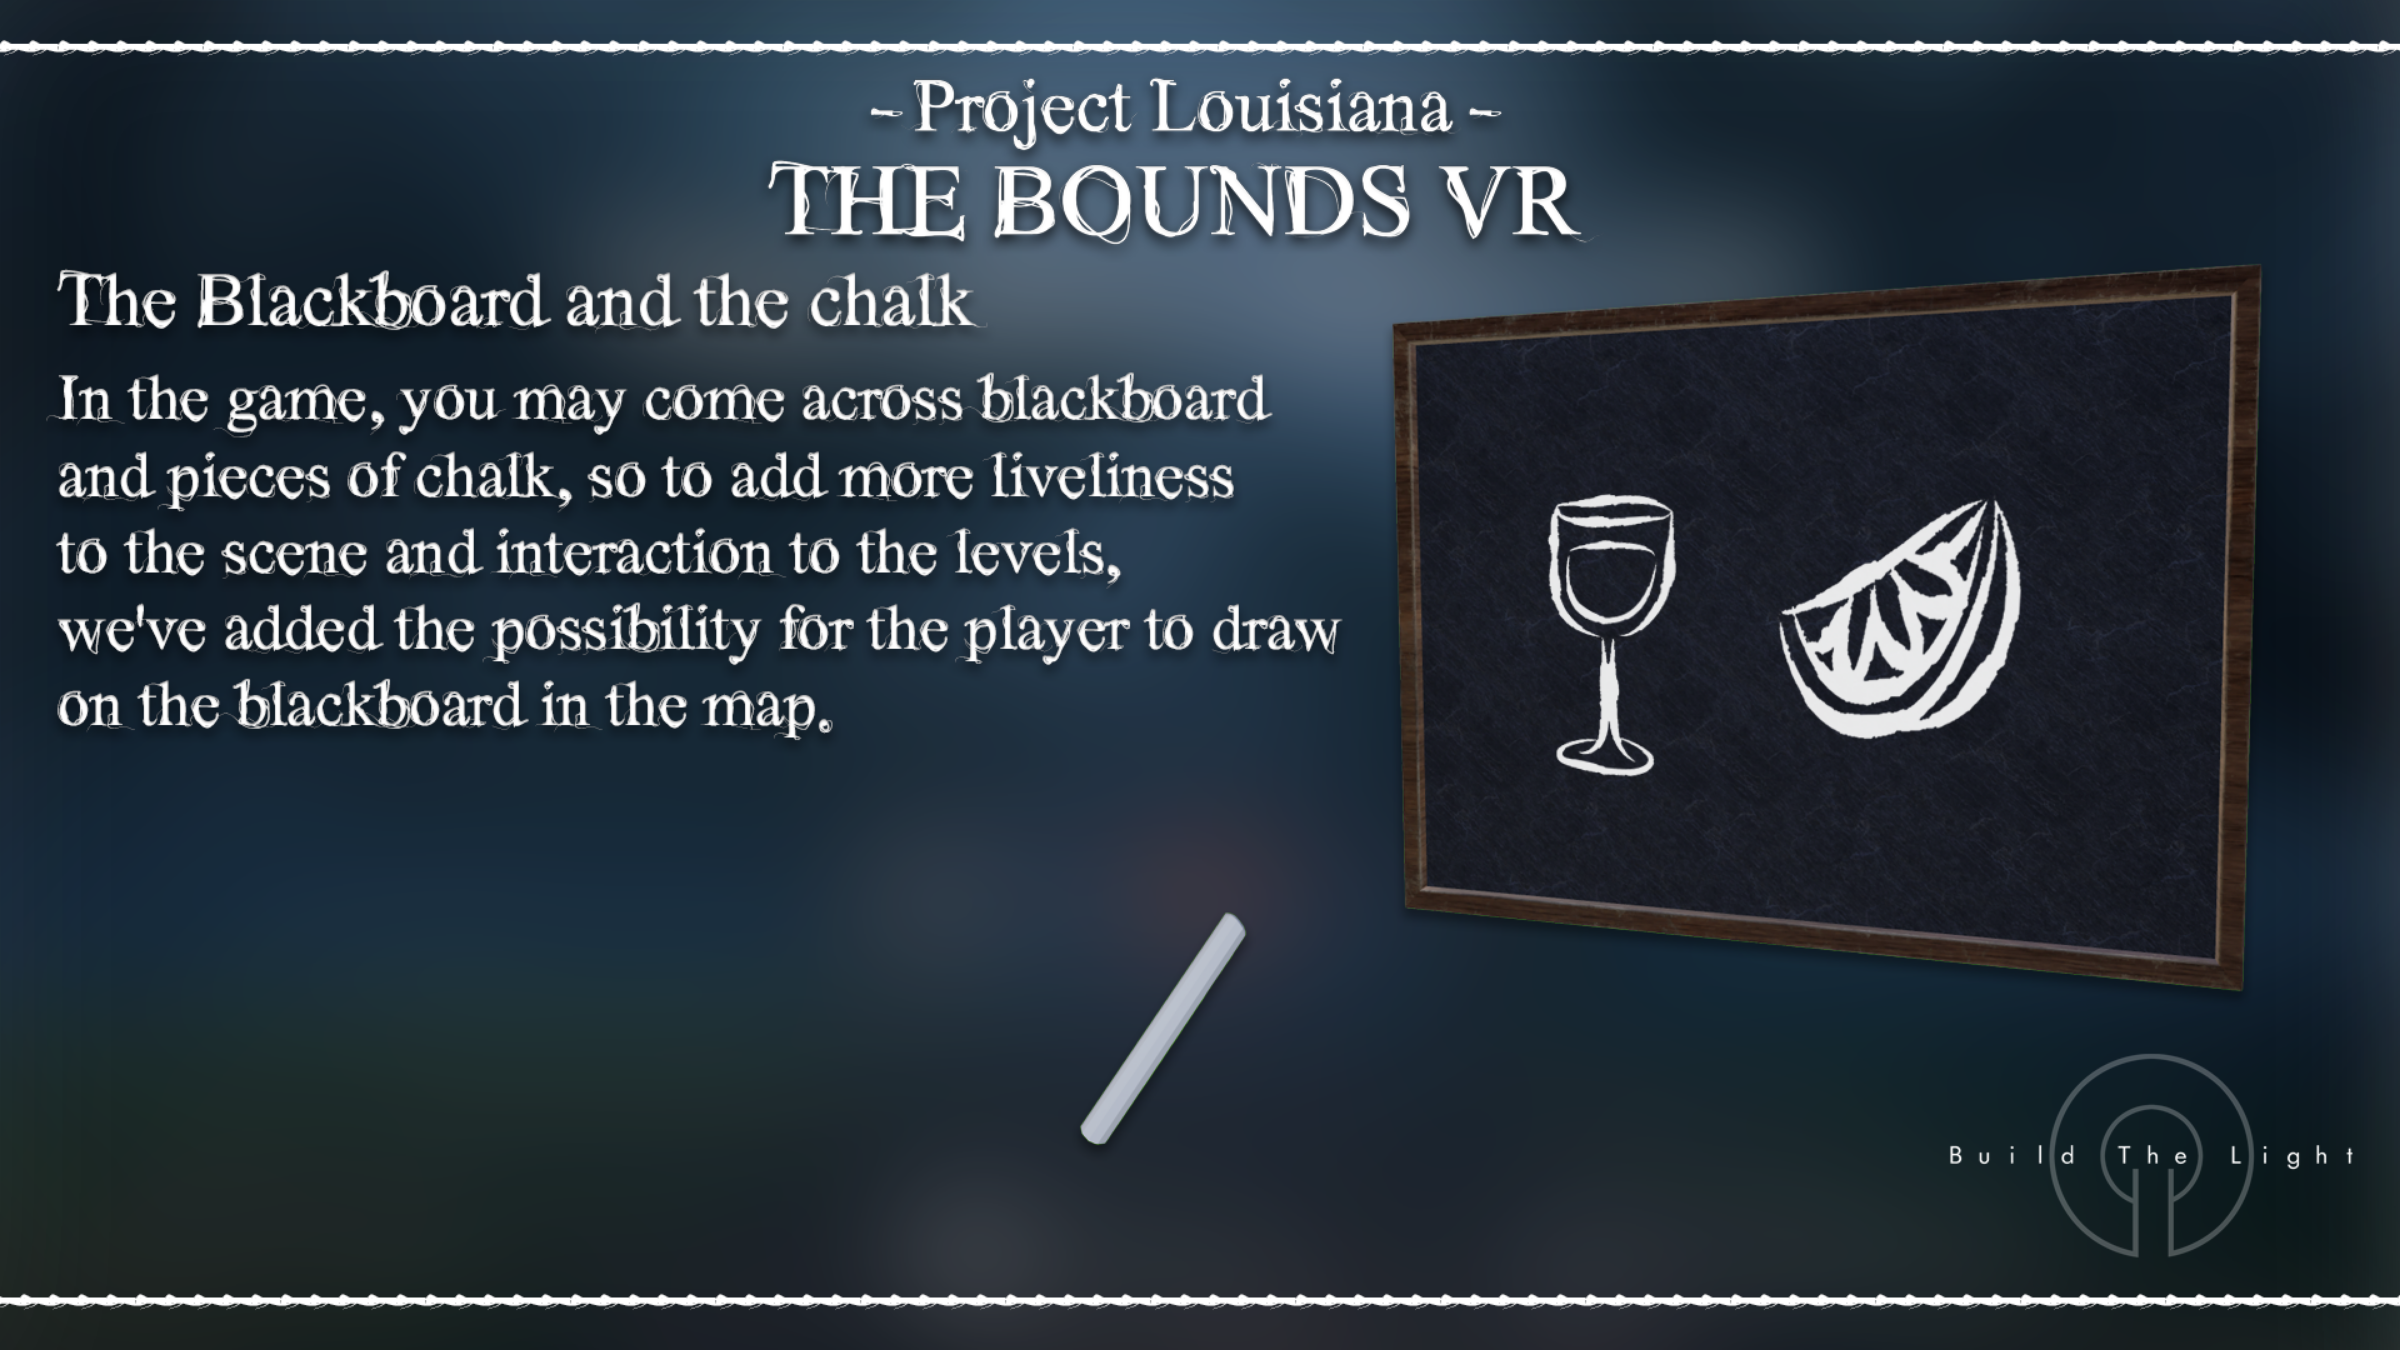 - Project Louisiana -
THE BOUNDS VR
The Blackboard and the chalk
In the game, you may come across blackboard
and pieces of chalk, so to add more liveliness
to the scene and interaction to the levels,
we've added the possibility for the player to draw
on the blackboard in the map.
Build The Light